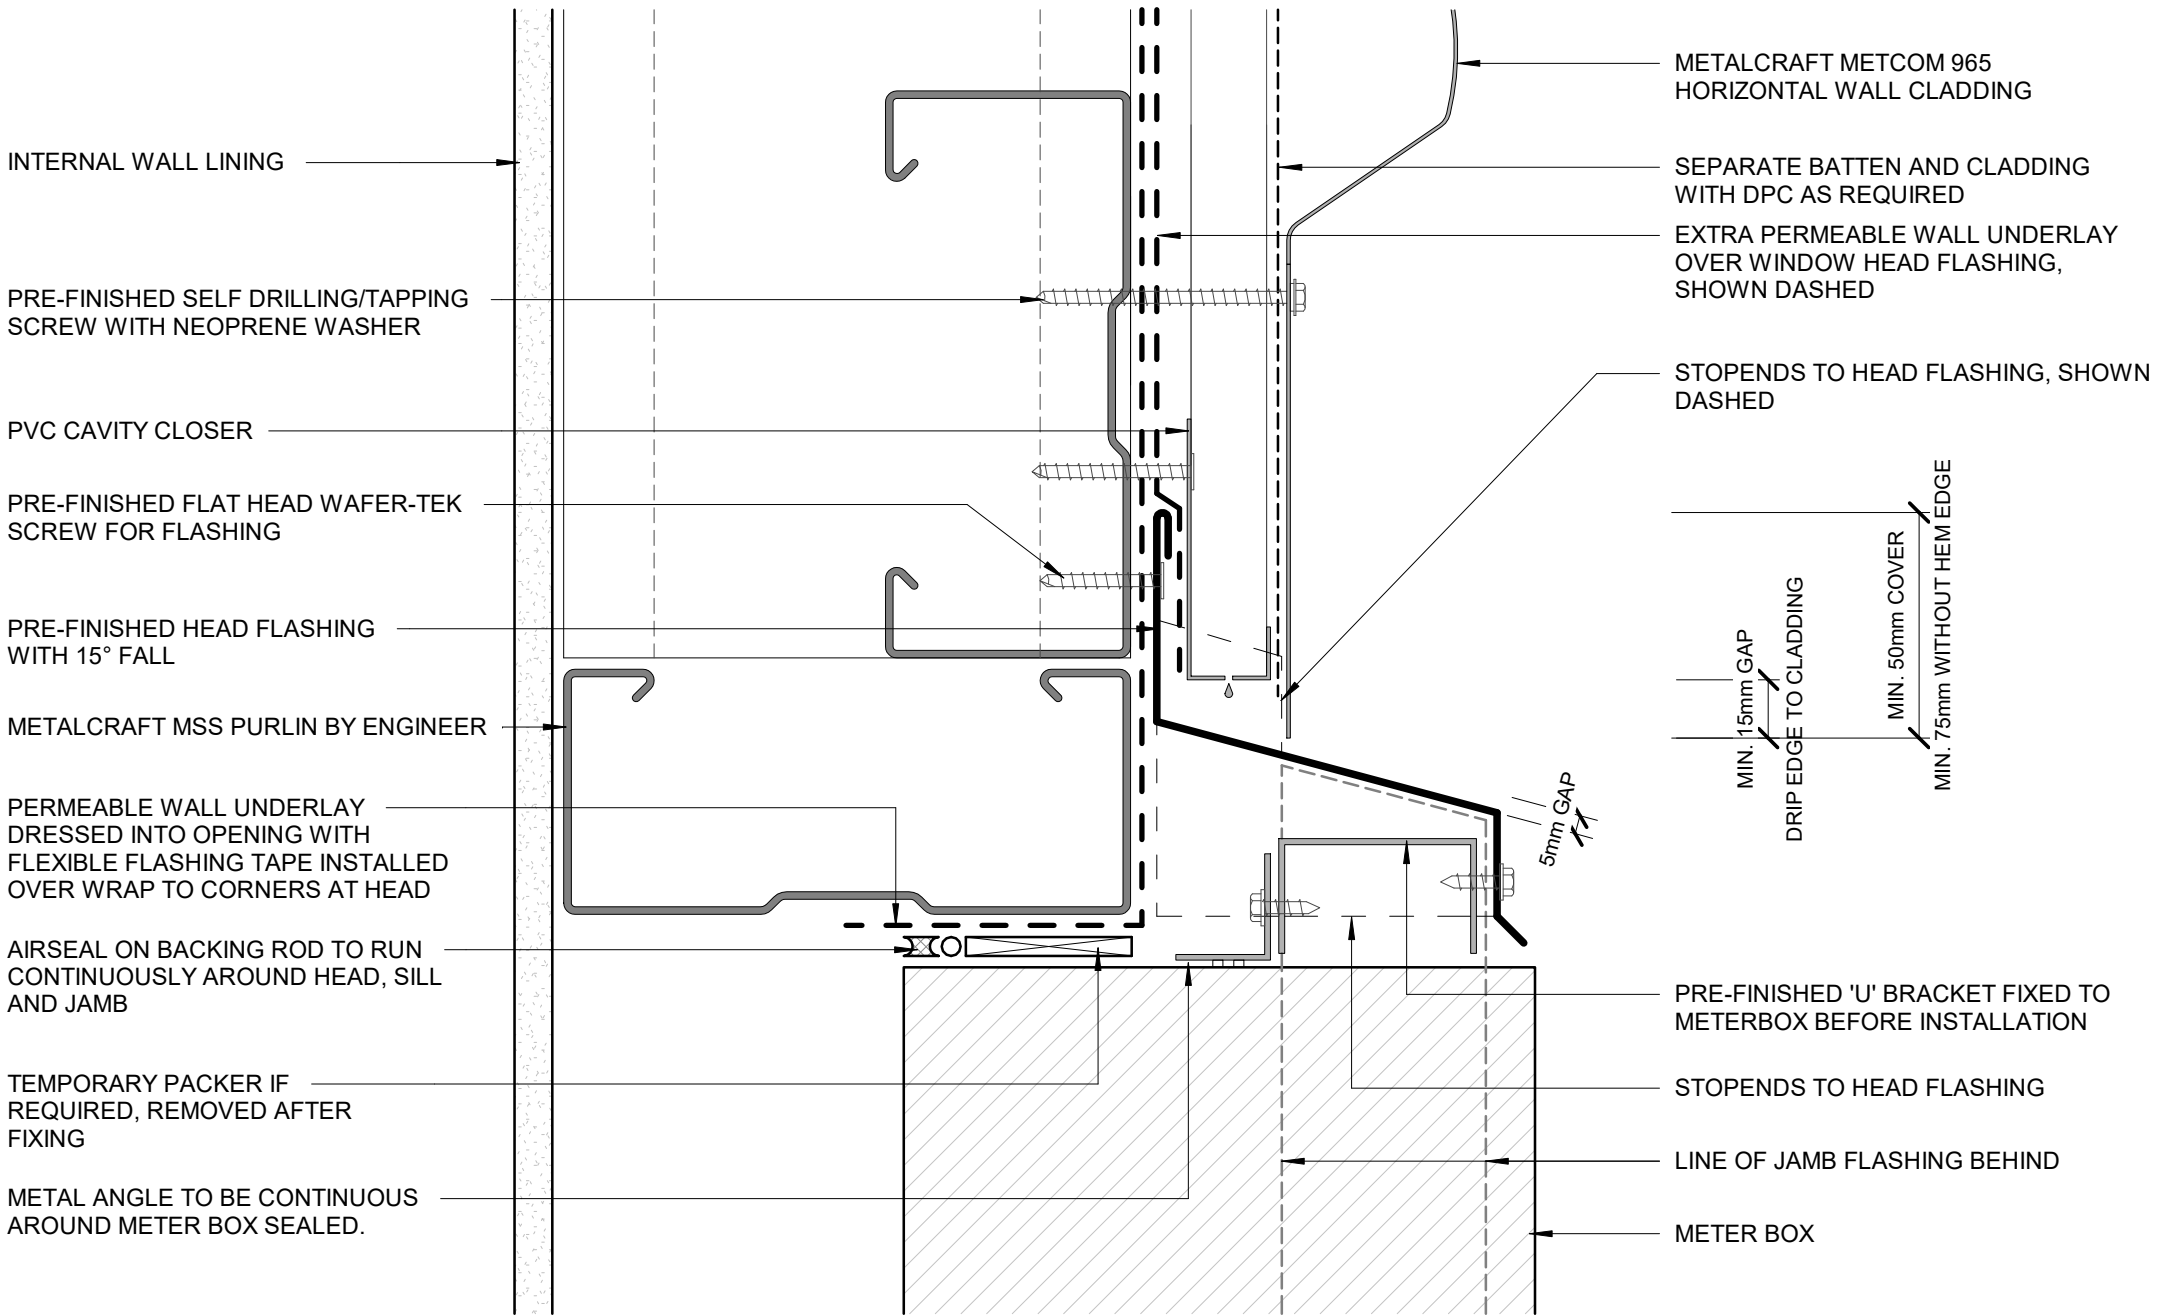 INTERNAL WALL LINING
PRE-FINISHED SELF DRILLING/TAPPING
SCREW WITH NEOPRENE WASHER
PVC CAVITY CLOSER
PRE-FINISHED FLAT HEAD WAFER-TEK
SCREW FOR FLASHING
PRE-FINISHED HEAD FLASHING
WITH 15° FALL
METALCRAFT MSS PURLIN BY ENGINEER
PERMEABLE WALL UNDERLAY
DRESSED INTO OPENING WITH
FLEXIBLE FLASHING TAPE INSTALLED
OVER WRAP TO CORNERS AT HEAD
AIRSEAL ON BACKING ROD TO RUN
CONTINUOUSLY AROUND HEAD, SILL
AND JAMB
TEMPORARY PACKER IF
REQUIRED, REMOVED AFTER
FIXING
METAL ANGLE TO BE CONTINUOUS
AROUND METER BOX SEALED.
METALCRAFT METCOM 965
HORIZONTAL WALL CLADDING
SEPARATE BATTEN AND CLADDING
WITH DPC AS REQUIRED
EXTRA PERMEABLE WALL UNDERLAY
OVER WINDOW HEAD FLASHING,
SHOWN DASHED
STOPENDS TO HEAD FLASHING, SHOWN
DASHED
MIN. 15mm GAP
DRIP EDGE TO CLADDING
MIN. 50mm COVER
MIN. 75mm WITHOUT HEM EDGE
5mm GAP
PRE-FINISHED 'U' BRACKET FIXED TO
METERBOX BEFORE INSTALLATION
STOPENDS TO HEAD FLASHING
LINE OF JAMB FLASHING BEHIND
METER BOX